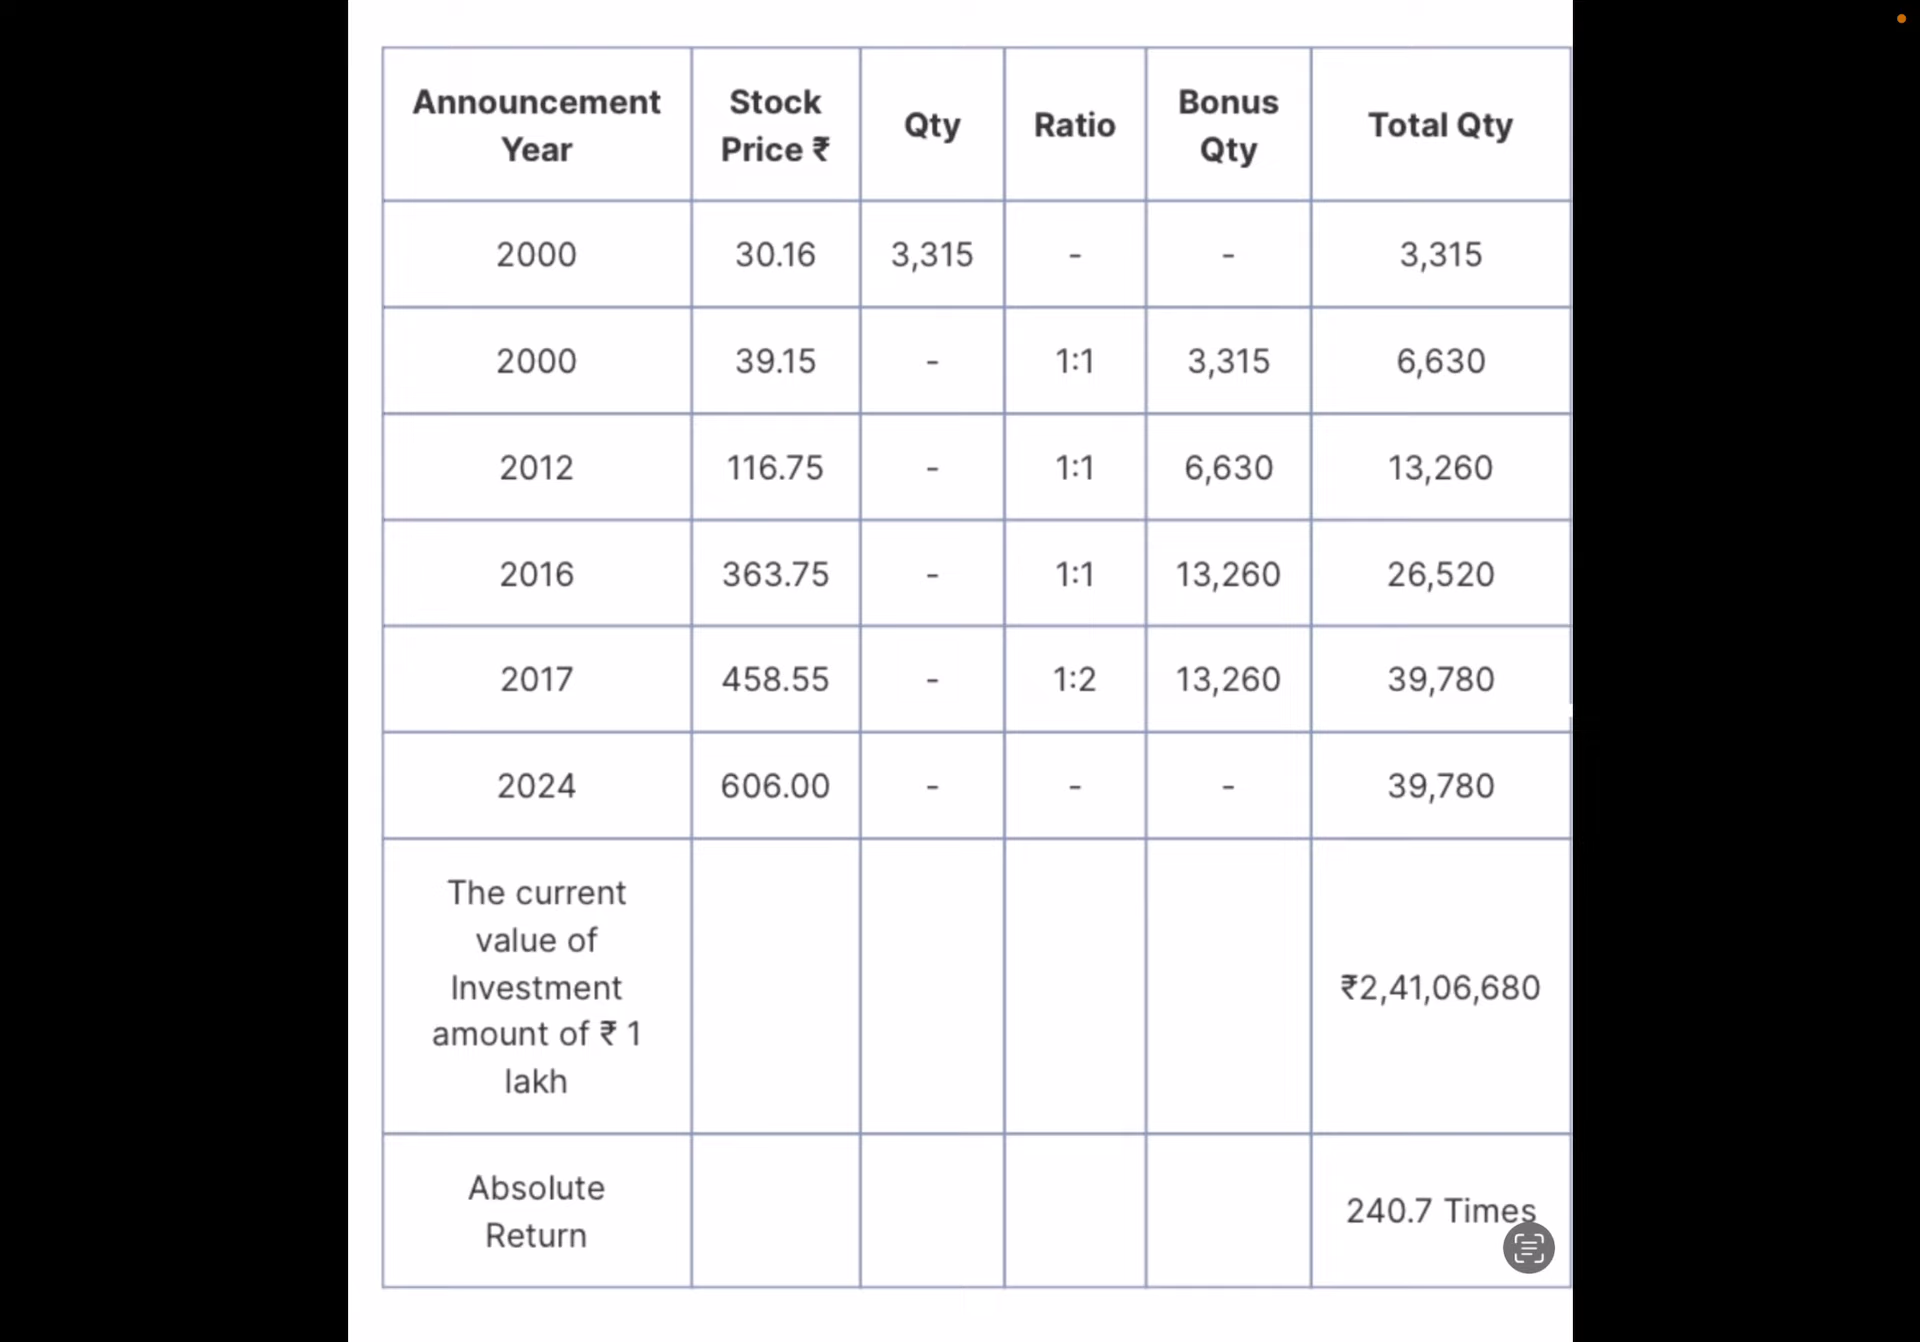 Announcement Year | Stock Price ₹ | Qty | Ratio | Bonus Qty | Total Qty
2000 | 30.16 | 3,315 | - | - | 3,315
2000 | 39.15 | - | 1:1 | 3,315 | 6,630
2012 | 116.75 | - | 1:1 | 6,630 | 13,260
2016 | 363.75 | - | 1:1 | 13,260 | 26,520
2017 | 458.55 | - | 1:2 | 13,260 | 39,780
2024 | 606.00 | - | - | - | 39,780
The current value of Investment amount of ₹ 1 lakh | | | | | ₹2,41,06,680
Absolute Return | | | | | 240.7 Times